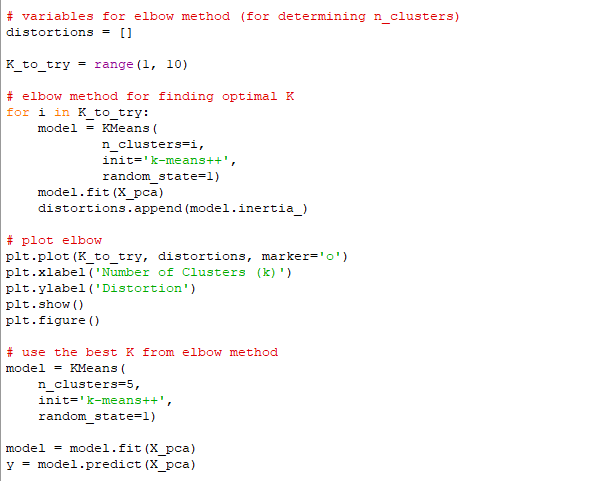 # variables for elbow method (for determining n_clusters)
distortions = []
K_to_try = range(1, 10)
# elbow method for finding optimal K
for i in K_to_try:
    model = KMeans(
            n_clusters=i,
            init='k-means++',
            random_state=1)
    model.fit(X_pca)
    distortions.append(model.inertia_)
# plot elbow
plt.plot(K_to_try, distortions, marker='o')
plt.xlabel('Number of Clusters (k)')
plt.ylabel('Distortion')
plt.show()
plt.figure()
# use the best K from elbow method
model = KMeans(
    n_clusters=5,
    init='k-means++',
    random_state=1)
model = model.fit(X_pca)
y = model.predict(X_pca)